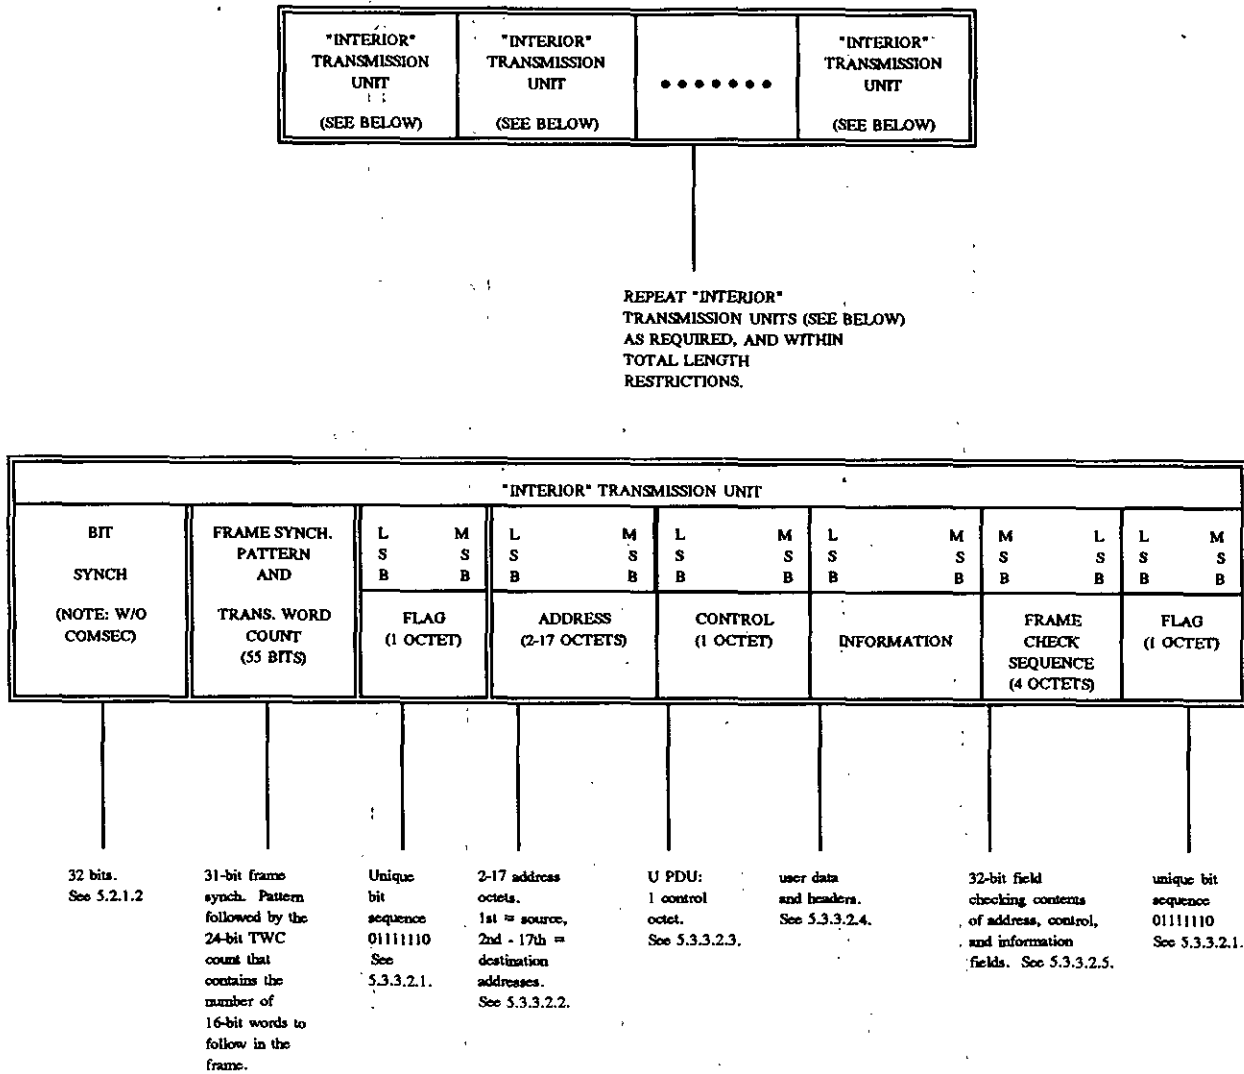 "INTERIOR"
TRANSMISSION
UNIT
(SEE BELOW)
"INTERIOR"
TRANSMISSION
UNIT
(SEE BELOW)
• • • • • • •
"INTERIOR"
TRANSMISSION
UNIT
(SEE BELOW)
REPEAT "INTERIOR"
TRANSMISSION UNITS (SEE BELOW)
AS REQUIRED, AND WITHIN
TOTAL LENGTH
RESTRICTIONS.
"INTERIOR" TRANSMISSION UNIT
BIT
SYNCH
(NOTE: W/O
COMSEC)
FRAME SYNCH.
PATTERN
AND
TRANS. WORD
COUNT
(55 BITS)
L M
S S
B B
FLAG
(1 OCTET)
L M
S S
B B
ADDRESS
(2-17 OCTETS)
L M
S S
B B
CONTROL
(1 OCTET)
L M
S S
B B
INFORMATION
M L
S S
B B
FRAME
CHECK
SEQUENCE
(4 OCTETS)
L M
S S
B B
FLAG
(1 OCTET)
32 bits.
See 5.2.1.2
31-bit frame
synch. Pattern
followed by the
24-bit TWC
count that
contains the
number of
16-bit words to
follow in the
frame.
Unique
bit
sequence
01111110
See
5.3.3.2.1.
2-17 address
octets.
1st = source,
2nd - 17th =
destination
addresses.
See 5.3.3.2.2.
U PDU:
1 control
octet.
See 5.3.3.2.3.
user data
and headers.
See 5.3.3.2.4.
32-bit field
checking contents
of address, control,
and information
fields. See 5.3.3.2.5.
unique bit
sequence
01111110
See 5.3.3.2.1.